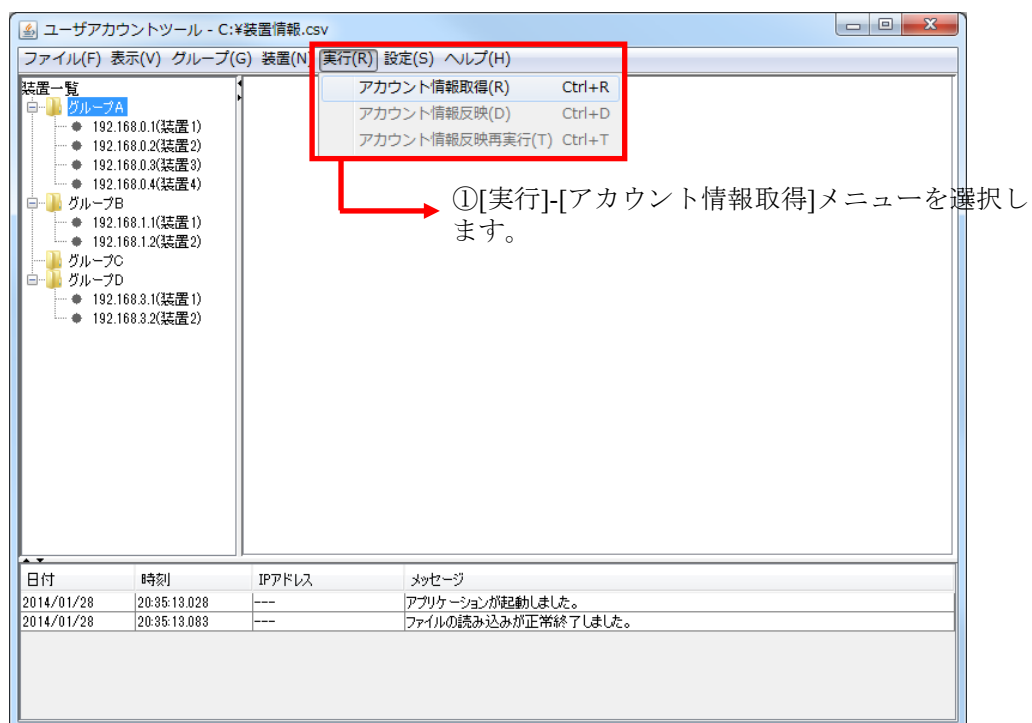 ユーザアカウントツール - C:¥装置情報.csv
ファイル(F) 表示(V) グループ(G) 装置(N) 実行(R) 設定(S) ヘルプ(H)
装置一覧
グループA
192.168.0.1(装置1)
192.168.0.2(装置2)
192.168.0.3(装置3)
192.168.0.4(装置4)
グループB
192.168.1.1(装置1)
192.168.1.2(装置2)
グループC
グループD
192.168.3.1(装置1)
192.168.3.2(装置2)
アカウント情報取得(R) Ctrl+R
アカウント情報反映(D) Ctrl+D
アカウント情報反映再実行(T) Ctrl+T
①[実行]-[アカウント情報取得]メニューを選択し
ます。
日付 時刻 IPアドレス メッセージ
2014/01/28 20:35:13.028 --- アプリケーションが起動しました。
2014/01/28 20:35:13.083 --- ファイルの読み込みが正常終了しました。